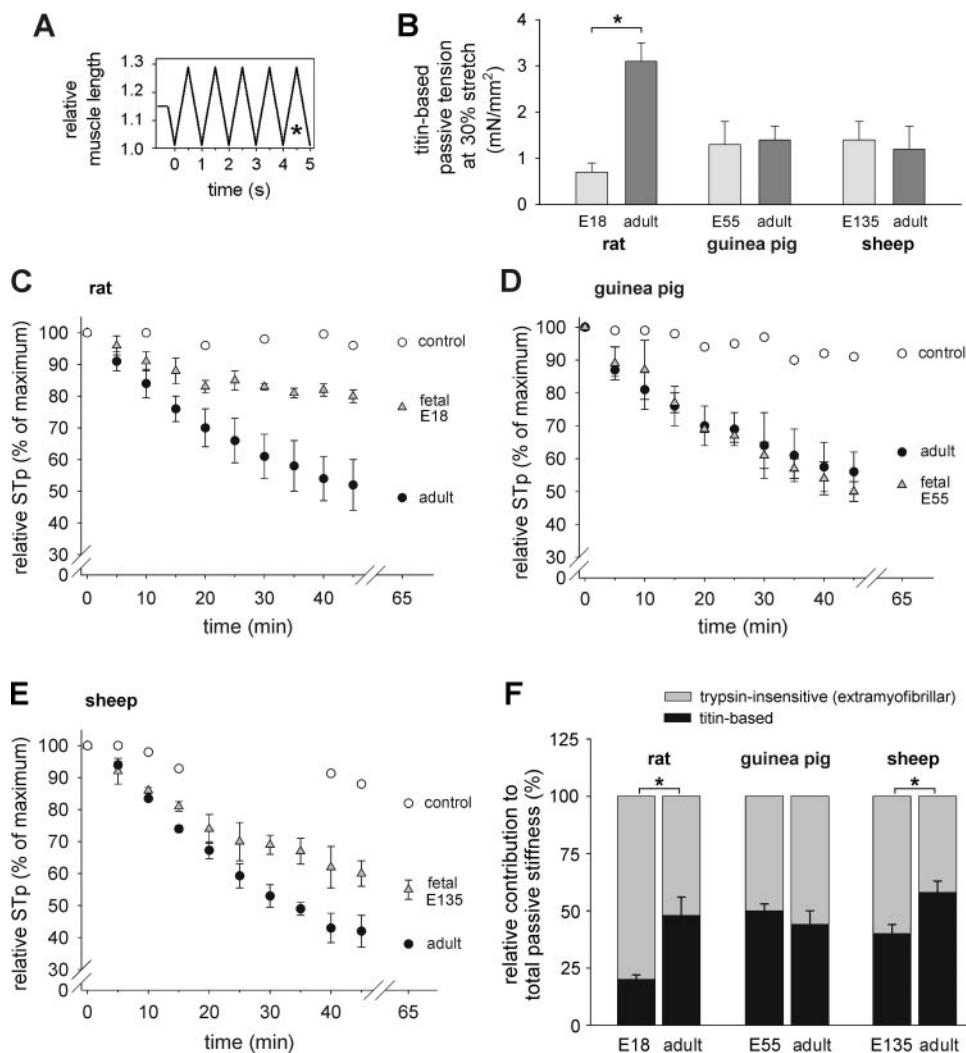 A
relative
muscle length
1.3
1.2
1.1
1.0
*
0 1 2 3 4 5
time (s)
B
titin-based
passive tension
at 30% stretch
(mN/mm²)
4
3
2
1
0
*
E18 adult E55 adult E135 adult
rat guinea pig sheep
C rat
relative STp (% of maximum)
100
90
80
70
60
50
40
30
0
control
fetal
E18
adult
0 10 20 30 40 65
time (min)
D guinea pig
relative STp (% of maximum)
100
90
80
70
60
50
40
30
0
control
adult
fetal
E55
0 10 20 30 40 65
time (min)
E sheep
relative STp (% of maximum)
100
90
80
70
60
50
40
30
0
control
fetal
E135
adult
0 10 20 30 40 65
time (min)
F
trypsin-insensitive (extramyofibrillar)
titin-based
relative contribution to
total passive stiffness (%)
125
100
75
50
25
0
rat guinea pig sheep
* *
E18 adult E55 adult E135 adult